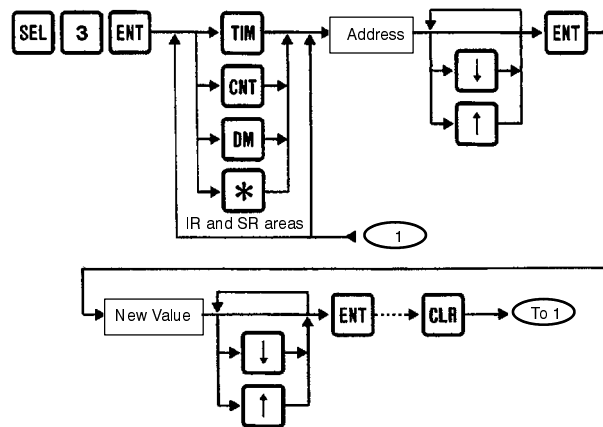 SEL 3 ENT TIM Address ENT
CNT
DM
*
IR and SR areas
1
New Value ENT CLR To 1